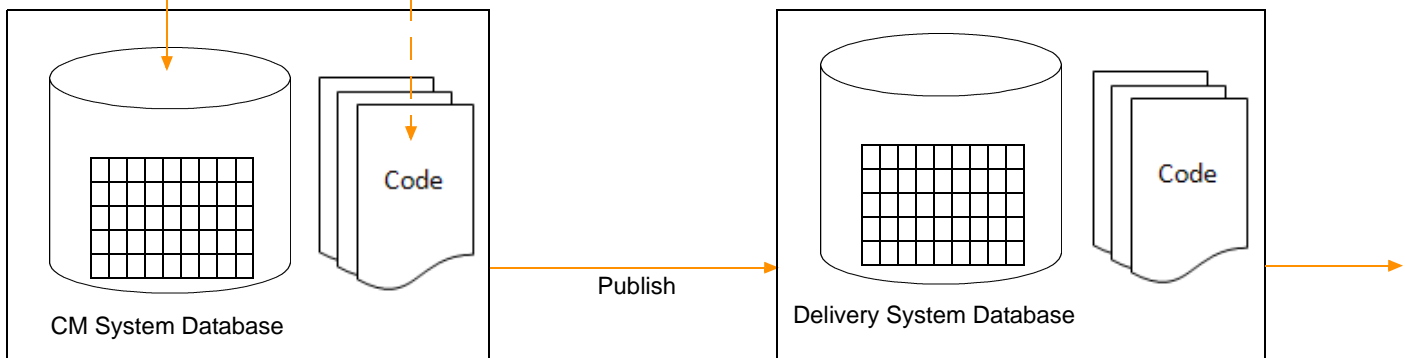 Code
CM System Database
Publish
Code
Delivery System Database